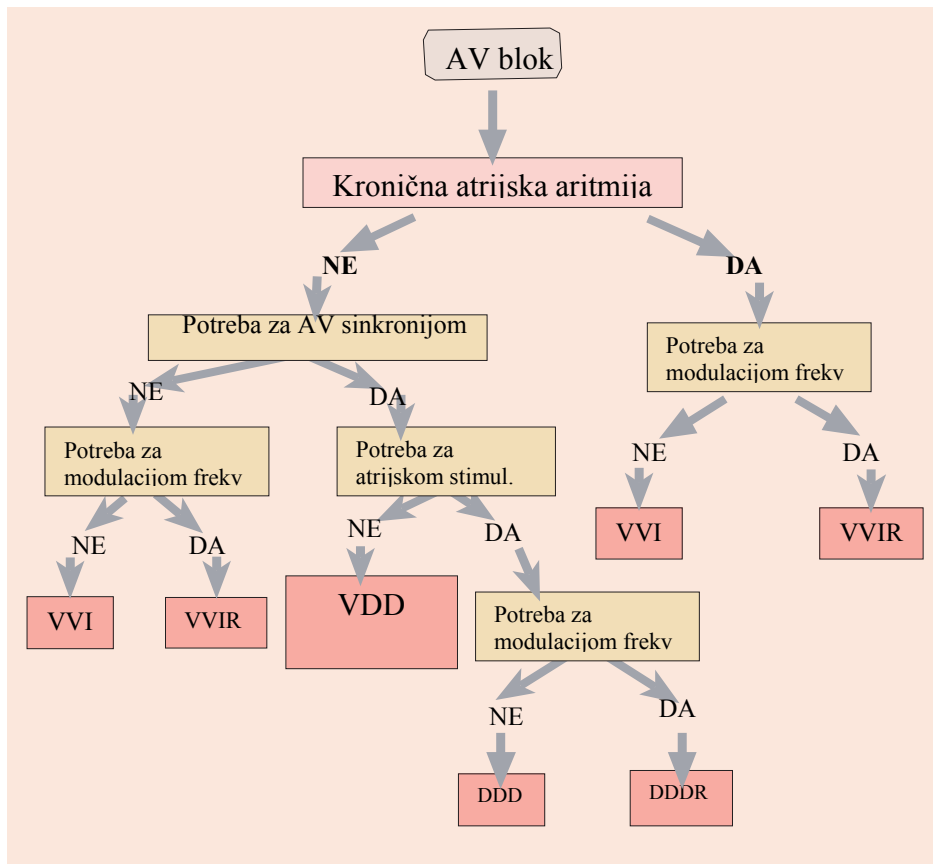 AV blok
Kronična atrijska aritmija
NE
DA
Potreba za AV sinkronijom
Potreba za
modulacijom frekv
NE
DA
NE
DA
Potreba za
modulacijom frekv
Potreba za
atrijskom stimul.
VVI
VVIR
NE
DA
NE
DA
VVI
VVIR
VDD
Potreba za
modulacijom frekv
NE
DA
DDD
DDDR